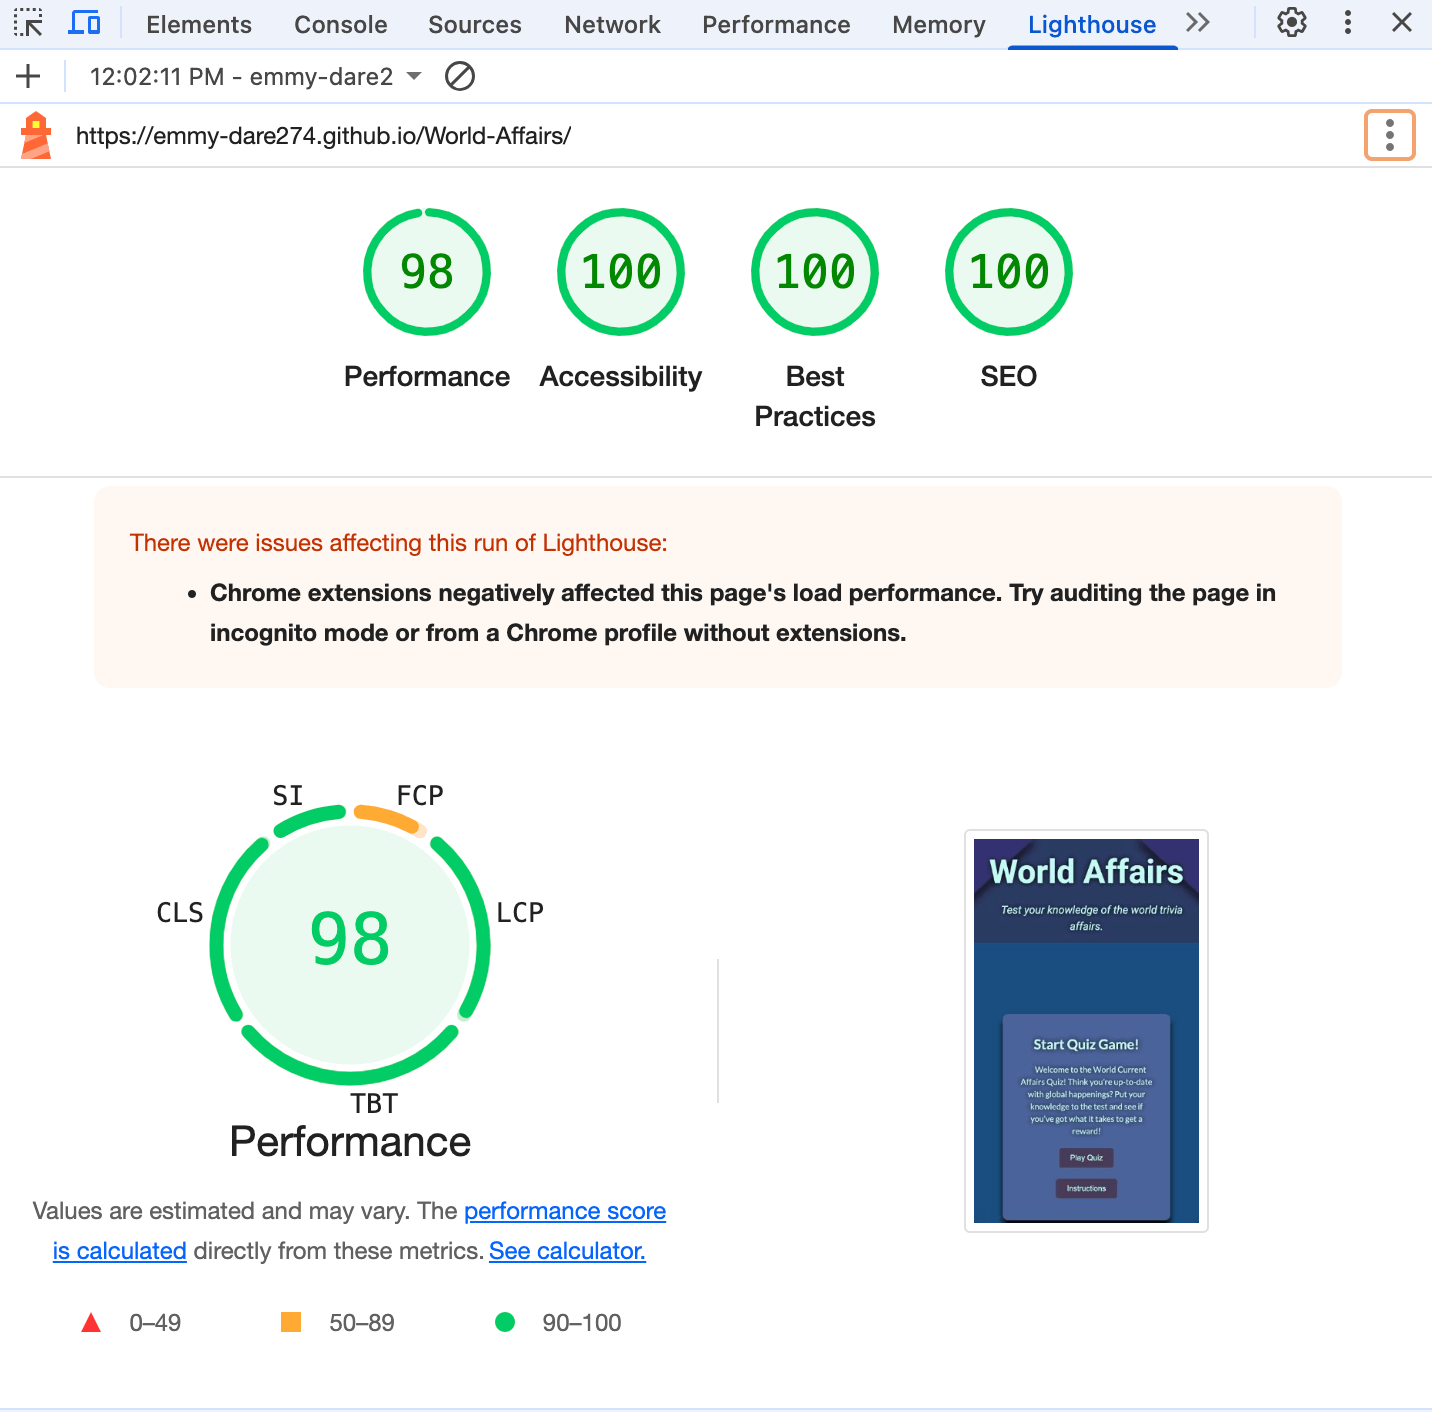 Elements Console Sources Network Performance Memory Lighthouse
12:02:11 PM - emmy-dare2
https://emmy-dare274.github.io/World-Affairs/
98 100 100 100
Performance Accessibility Best Practices SEO
There were issues affecting this run of Lighthouse:
• Chrome extensions negatively affected this page's load performance. Try auditing the page in
incognito mode or from a Chrome profile without extensions.
SI FCP
CLS LCP
98
TBT
Performance
Values are estimated and may vary. The performance score
is calculated directly from these metrics. See calculator.
0–49 50–89 90–100
World Affairs
Test your knowledge of the world trivia
affairs.
Start Quiz Game!
Welcome to the World Current
Affairs Quiz! Think you're up-to-date
with global happenings? Put your
knowledge to the test and see if
you've got what it takes to get a
reward!
Play Quiz
Instructions